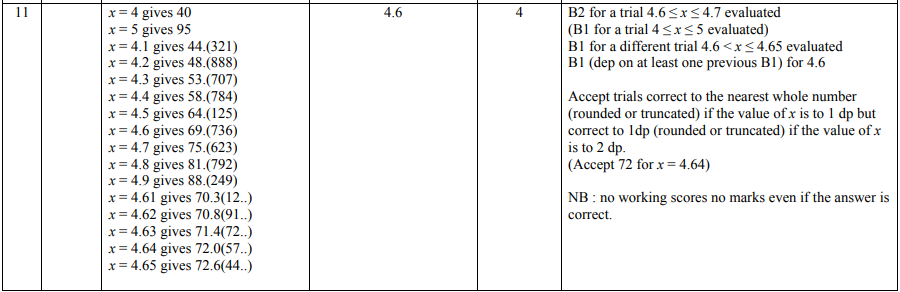 11
x = 4 gives 40
x = 5 gives 95
x = 4.1 gives 44.(321)
x = 4.2 gives 48.(888)
x = 4.3 gives 53.(707)
x = 4.4 gives 58.(784)
x = 4.5 gives 64.(125)
x = 4.6 gives 69.(736)
x = 4.7 gives 75.(623)
x = 4.8 gives 81.(792)
x = 4.9 gives 88.(249)
x = 4.61 gives 70.3(12..)
x = 4.62 gives 70.8(91..)
x = 4.63 gives 71.4(72..)
x = 4.64 gives 72.0(57..)
x = 4.65 gives 72.6(44..)
4.6
4
B2 for a trial 4.6 ≤ x ≤ 4.7 evaluated
(B1 for a trial 4 ≤ x ≤ 5 evaluated)
B1 for a different trial 4.6 < x ≤ 4.65 evaluated
B1 (dep on at least one previous B1) for 4.6
Accept trials correct to the nearest whole number
(rounded or truncated) if the value of x is to 1 dp but
correct to 1dp (rounded or truncated) if the value of x
is to 2 dp.
(Accept 72 for x = 4.64)
NB : no working scores no marks even if the answer is
correct.